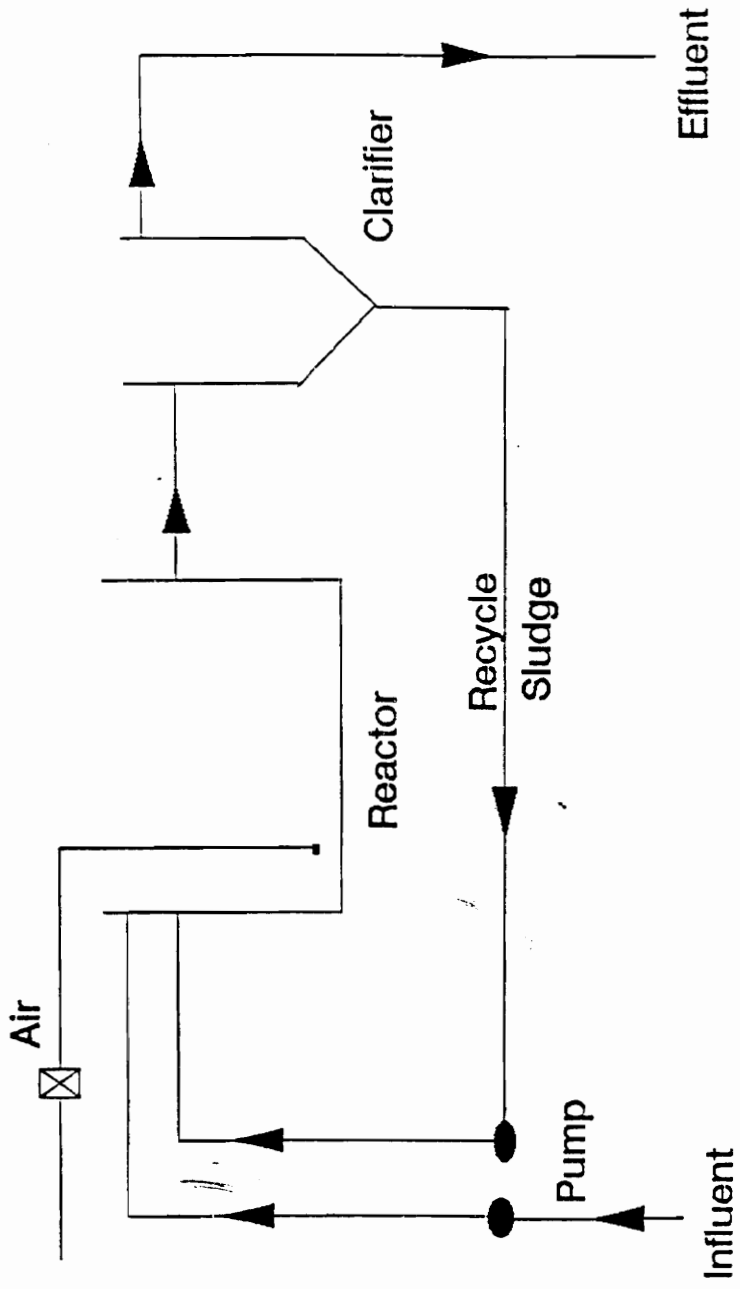 Air
Influent
Pump
Reactor
Recycle
Sludge
Clarifier
Effluent